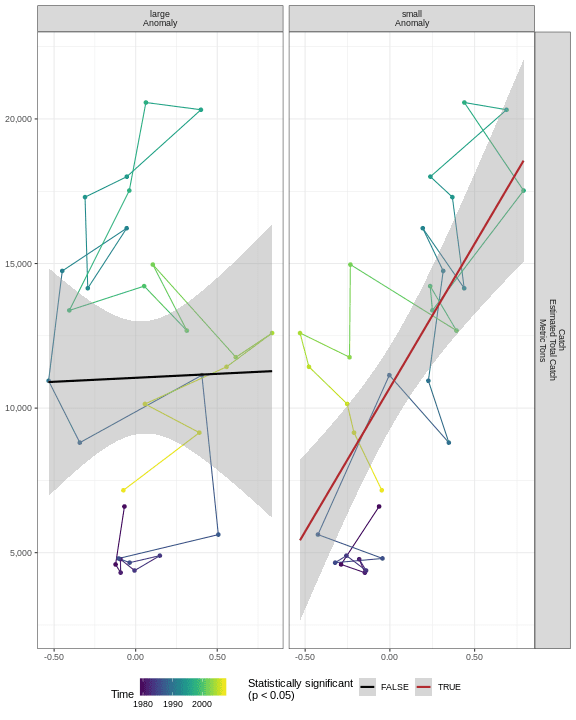 large
Anomaly
small
Anomaly
20,000
15,000
10,000
5,000
Catch
Estimated Total Catch
Metric Tons
-0.50
0.00
0.50
-0.50
0.00
0.50
Time
1980
1990
2000
Statistically significant
(p < 0.05)
FALSE
TRUE